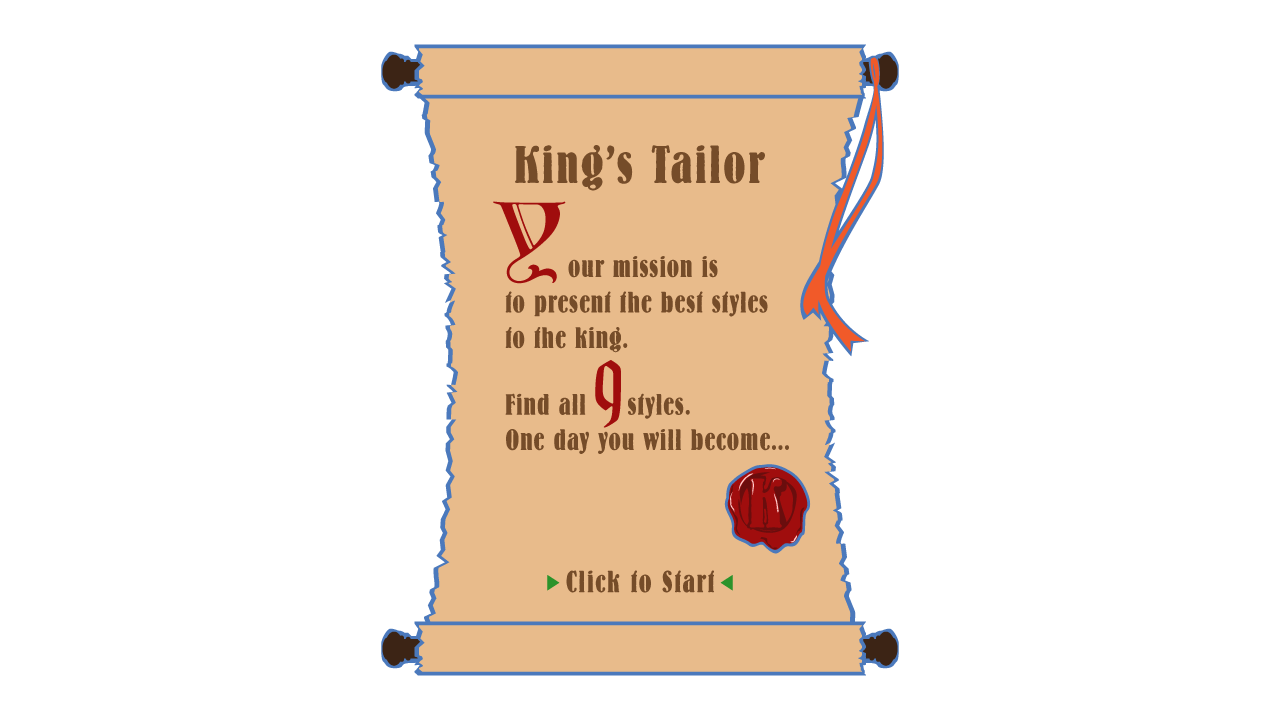 King's Tailor
Your mission is
to present the best styles
to the king.
Find all 9 styles.
One day you will become...
K
Click to Start